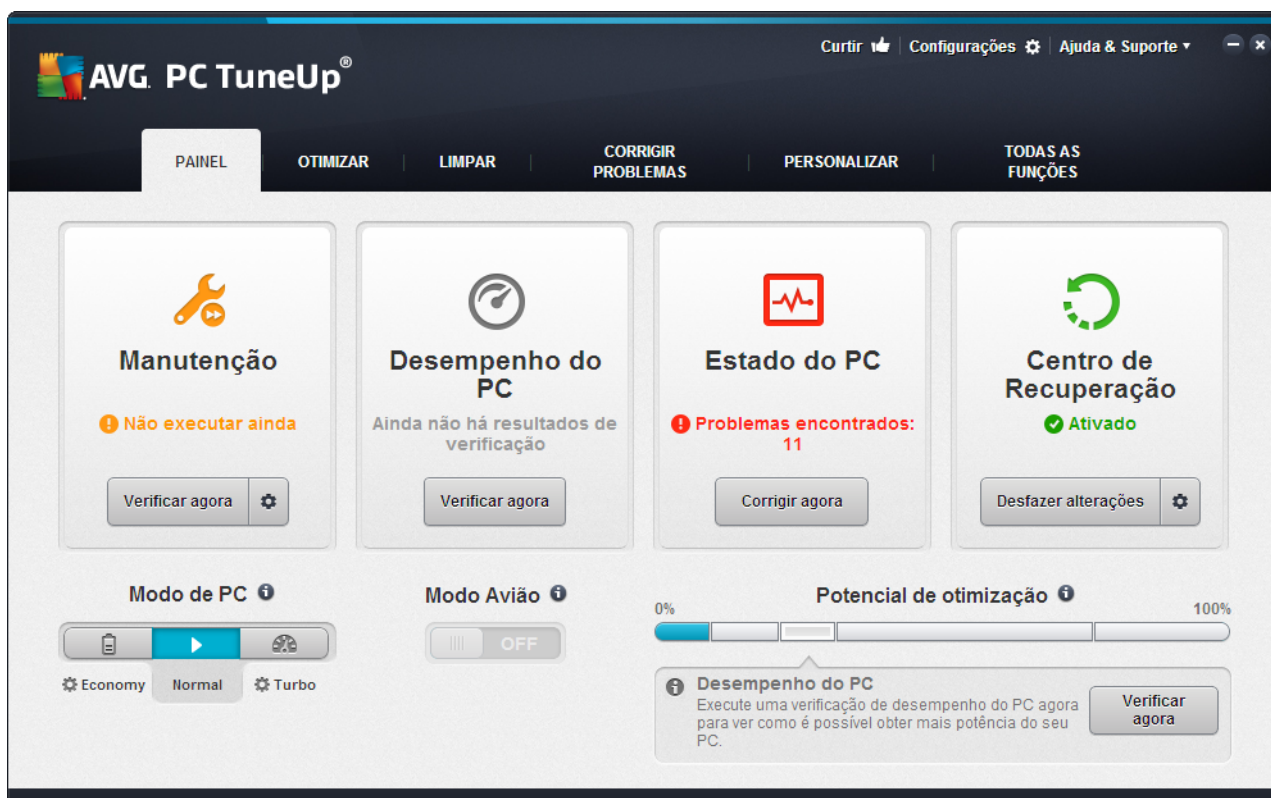 Curtir
Configurações
Ajuda & Suporte
AVG. PC TuneUp®
PAINEL
OTIMIZAR
LIMPAR
CORRIGIR
PROBLEMAS
PERSONALIZAR
TODAS AS
FUNÇÕES
Manutenção
Não executar ainda
Verificar agora
Desempenho do
PC
Ainda não há resultados de
verificação
Verificar agora
Estado do PC
Problemas encontrados:
11
Corrigir agora
Centro de
Recuperação
Ativado
Desfazer alterações
Modo de PC
Economy
Normal
Turbo
Modo Avião
OFF
Potencial de otimização
0%
100%
Desempenho do PC
Execute uma verificação de desempenho do PC agora
para ver como é possível obter mais potência do seu
PC.
Verificar
agora